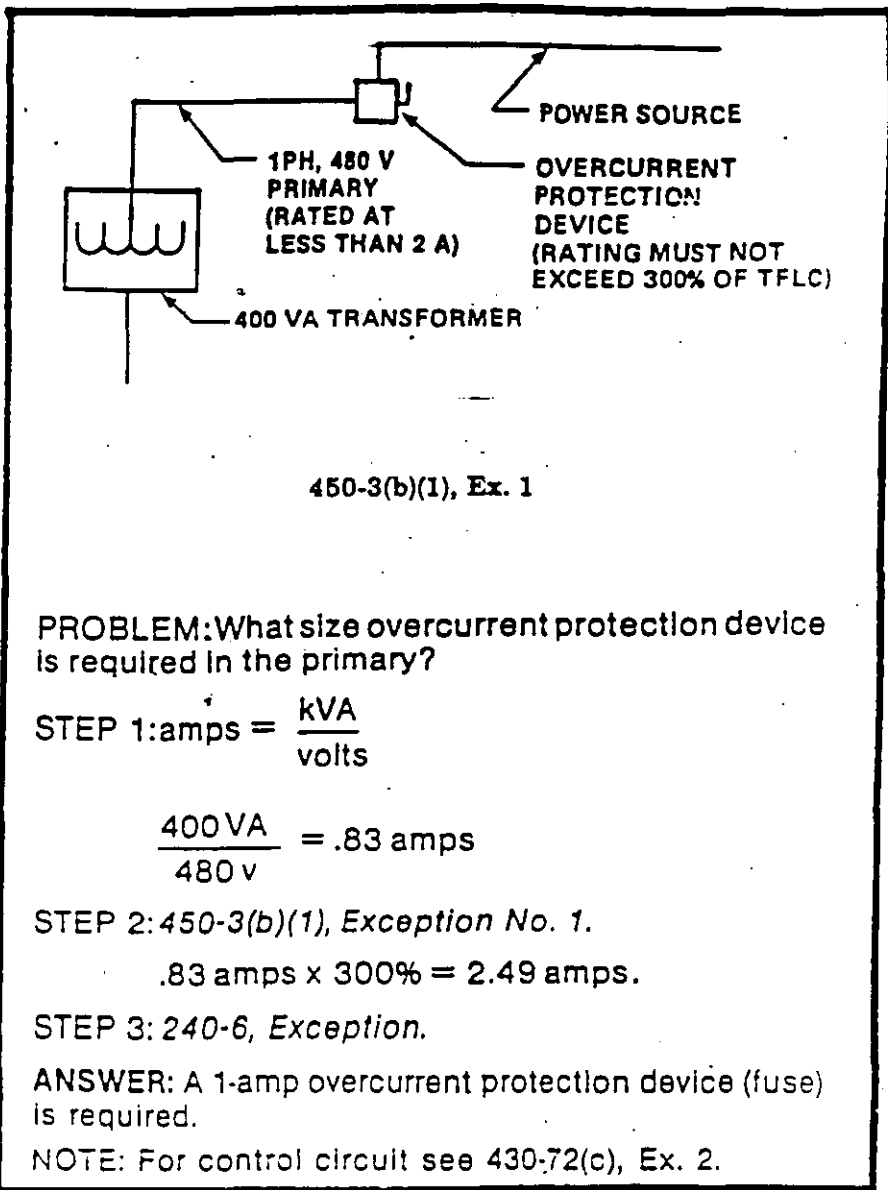 POWER SOURCE
1PH, 480 V
PRIMARY
(RATED AT
LESS THAN 2 A)
OVERCURRENT
PROTECTION
DEVICE
(RATING MUST NOT
EXCEED 300% OF TFLC)
400 VA TRANSFORMER
450-3(b)(1), Ex. 1
PROBLEM:What size overcurrent protection device
is required in the primary?
STEP 1:amps = kVA
volts
400 VA = .83 amps
480 v
STEP 2: 450-3(b)(1), Exception No. 1.
.83 amps x 300% = 2.49 amps.
STEP 3: 240-6, Exception.
ANSWER: A 1-amp overcurrent protection device (fuse)
is required.
NOTE: For control circuit see 430-72(c), Ex. 2.